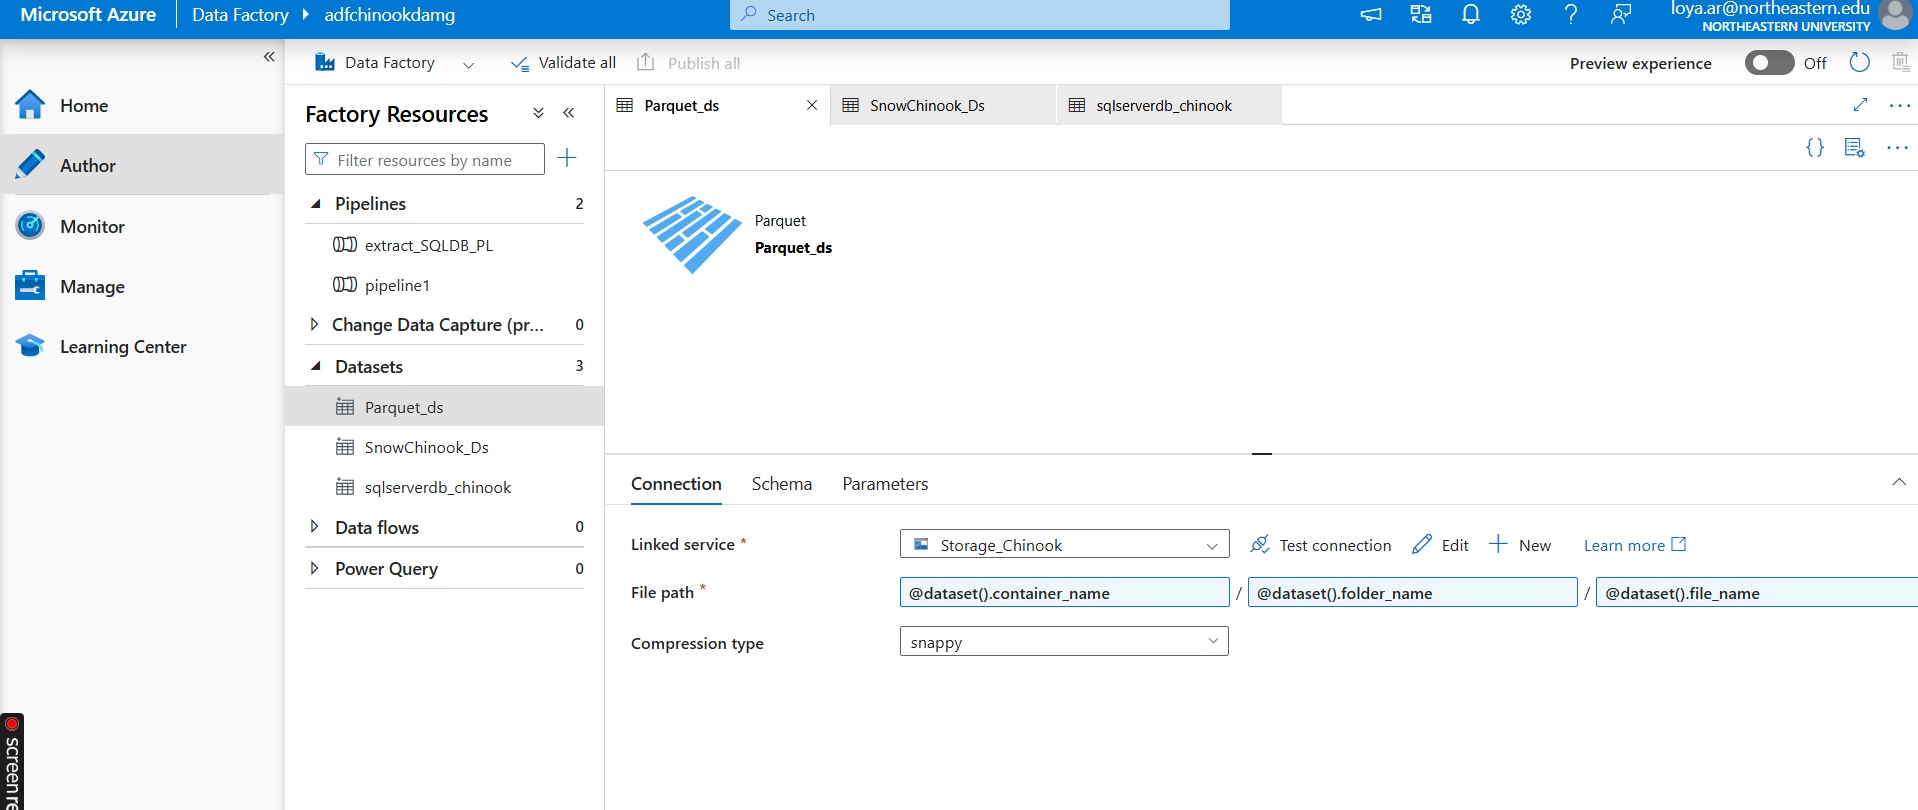 Microsoft Azure
Data Factory
adfchinookdamg
Search
loya.ar@northeastern.edu
NORTHEASTERN UNIVERSITY
Data Factory
Validate all
Publish all
Preview experience
Off
Home
Author
Monitor
Manage
Learning Center
Factory Resources
Filter resources by name
Pipelines 2
extract_SQLDB_PL
pipeline1
Change Data Capture (pr... 0
Datasets 3
Parquet_ds
SnowChinook_Ds
sqlserverdb_chinook
Data flows 0
Power Query 0
Parquet_ds
SnowChinook_Ds
sqlserverdb_chinook
Parquet
Parquet_ds
Connection
Schema
Parameters
Linked service *
Storage_Chinook
Test connection
Edit
New
Learn more
File path *
@dataset().container_name / @dataset().folder_name / @dataset().file_name
Compression type
snappy
screen re